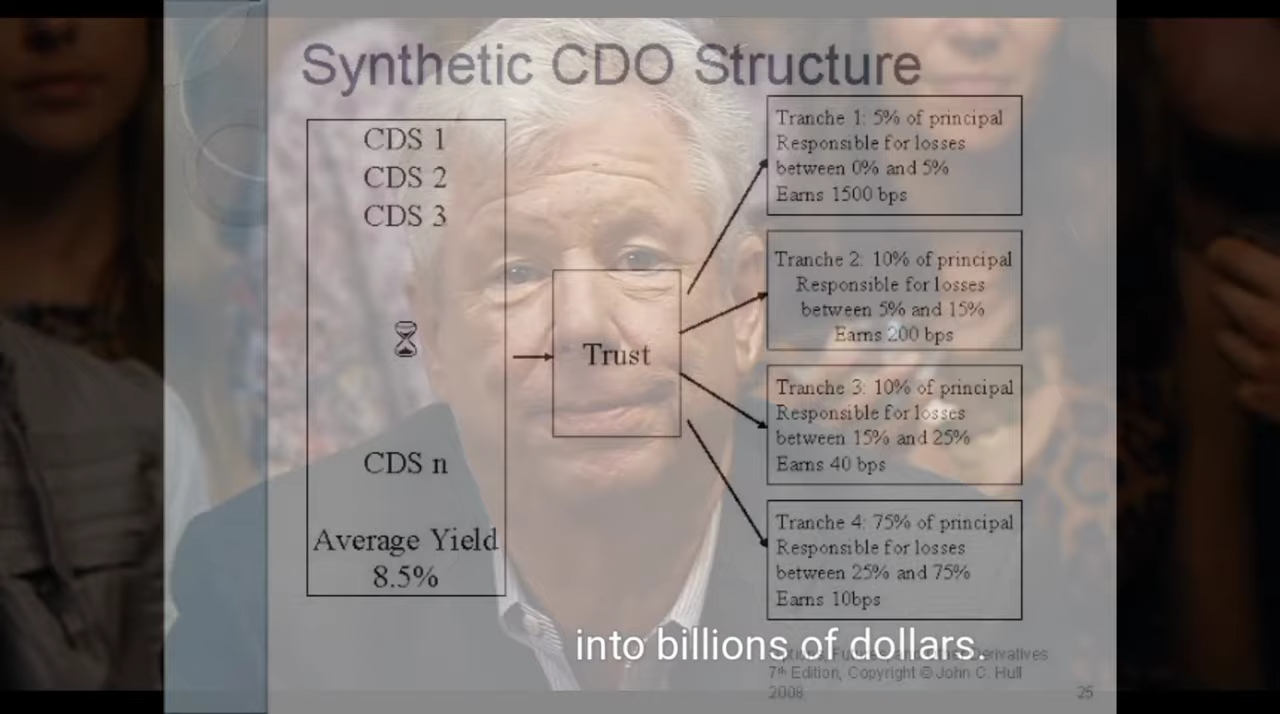 Synthetic CDO Structure
CDS 1
CDS 2
CDS 3
CDS n
Average Yield
8.5%
Trust
Tranche 1: 5% of principal
Responsible for losses
between 0% and 5%
Earns 1500 bps
Tranche 2: 10% of principal
Responsible for losses
between 5% and 15%
Earns 200 bps
Tranche 3: 10% of principal
Responsible for losses
between 15% and 25%
Earns 40 bps
Tranche 4: 75% of principal
Responsible for losses
between 25% and 75%
Earns 10bps
into billions of dollars.
Derivatives
7th Edition, Copyright © John C. Hull
2008
25